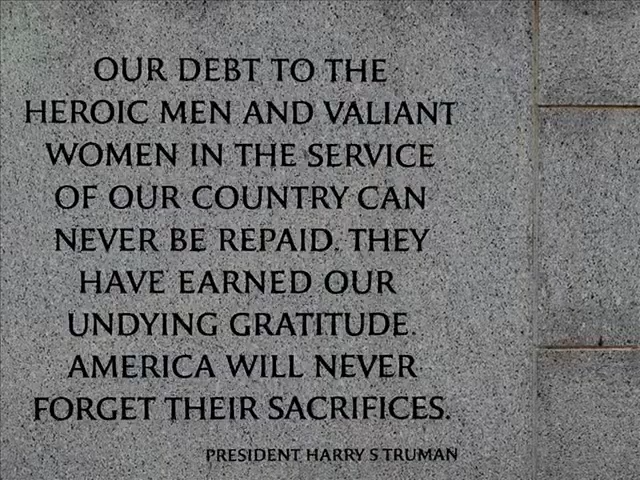 OUR DEBT TO THE
HEROIC MEN AND VALIANT
WOMEN IN THE SERVICE
OF OUR COUNTRY CAN
NEVER BE REPAID. THEY
HAVE EARNED OUR
UNDYING GRATITUDE.
AMERICA WILL NEVER
FORGET THEIR SACRIFICES.
PRESIDENT HARRY S TRUMAN